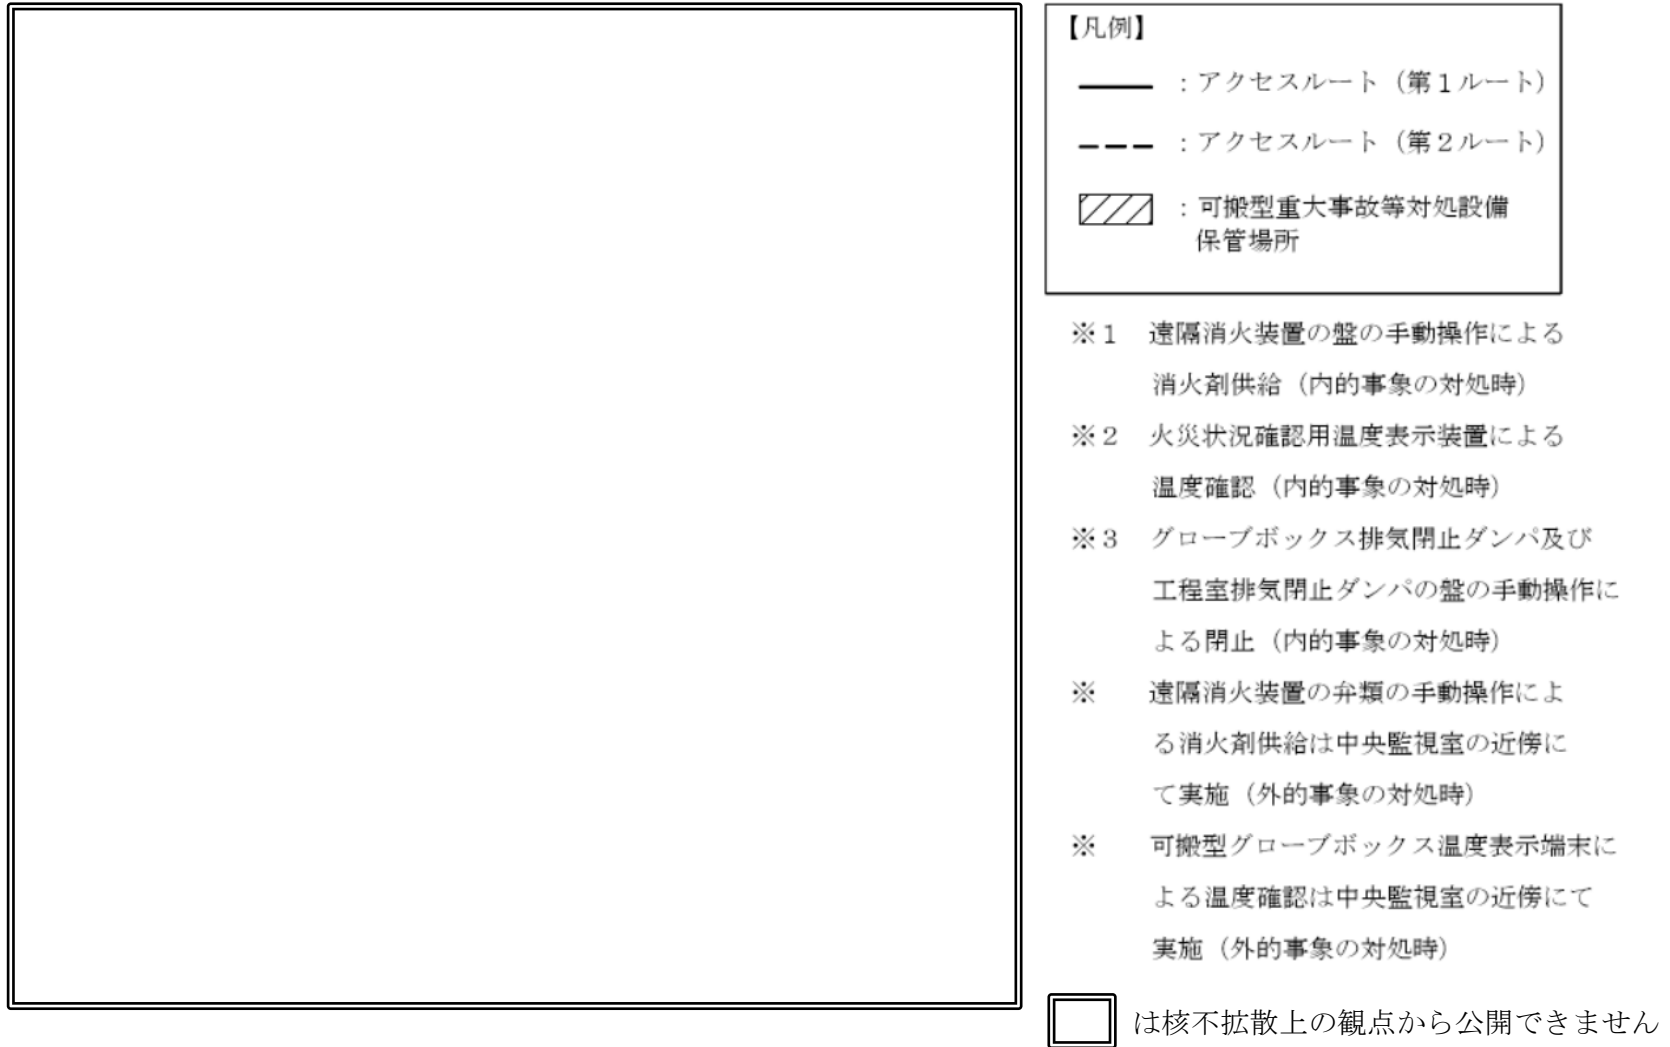 【凡例】
：アクセスルート（第1ルート）
：アクセスルート（第2ルート）
：可搬型重大事故等対処設備
保管場所
※1　遠隔消火装置の盤の手動操作による
消火剤供給（内的事象の対処時）
※2　火災状況確認用温度表示装置による
温度確認（内的事象の対処時）
※3　グローブボックス排気閉止ダンパ及び
工程室排気閉止ダンパの盤の手動操作に
よる閉止（内的事象の対処時）
※　遠隔消火装置の弁類の手動操作によ
る消火剤供給は中央監視室の近傍に
て実施（外的事象の対処時）
※　可搬型グローブボックス温度表示端末に
よる温度確認は中央監視室の近傍にて
実施（外的事象の対処時）
は核不拡散上の観点から公開できません